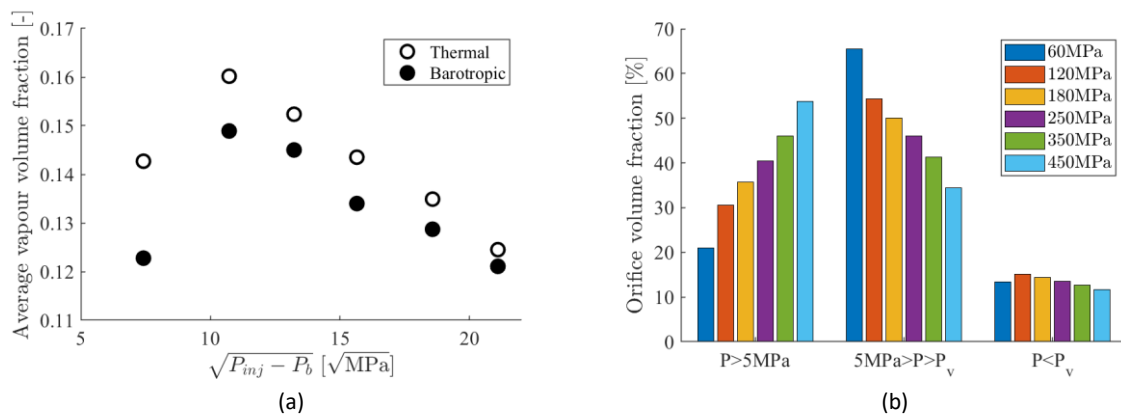 Average vapour volume fraction [-]
0.17
0.16
0.15
0.14
0.13
0.12
0.11
5 10 15 20
√P_inj − P_b [√MPa]
Thermal
Barotropic
(a)
Orifice volume fraction [%]
70
60
50
40
30
20
10
0
P>5MPa 5MPa>P>P_v P<P_v
60MPa
120MPa
180MPa
250MPa
350MPa
450MPa
(b)